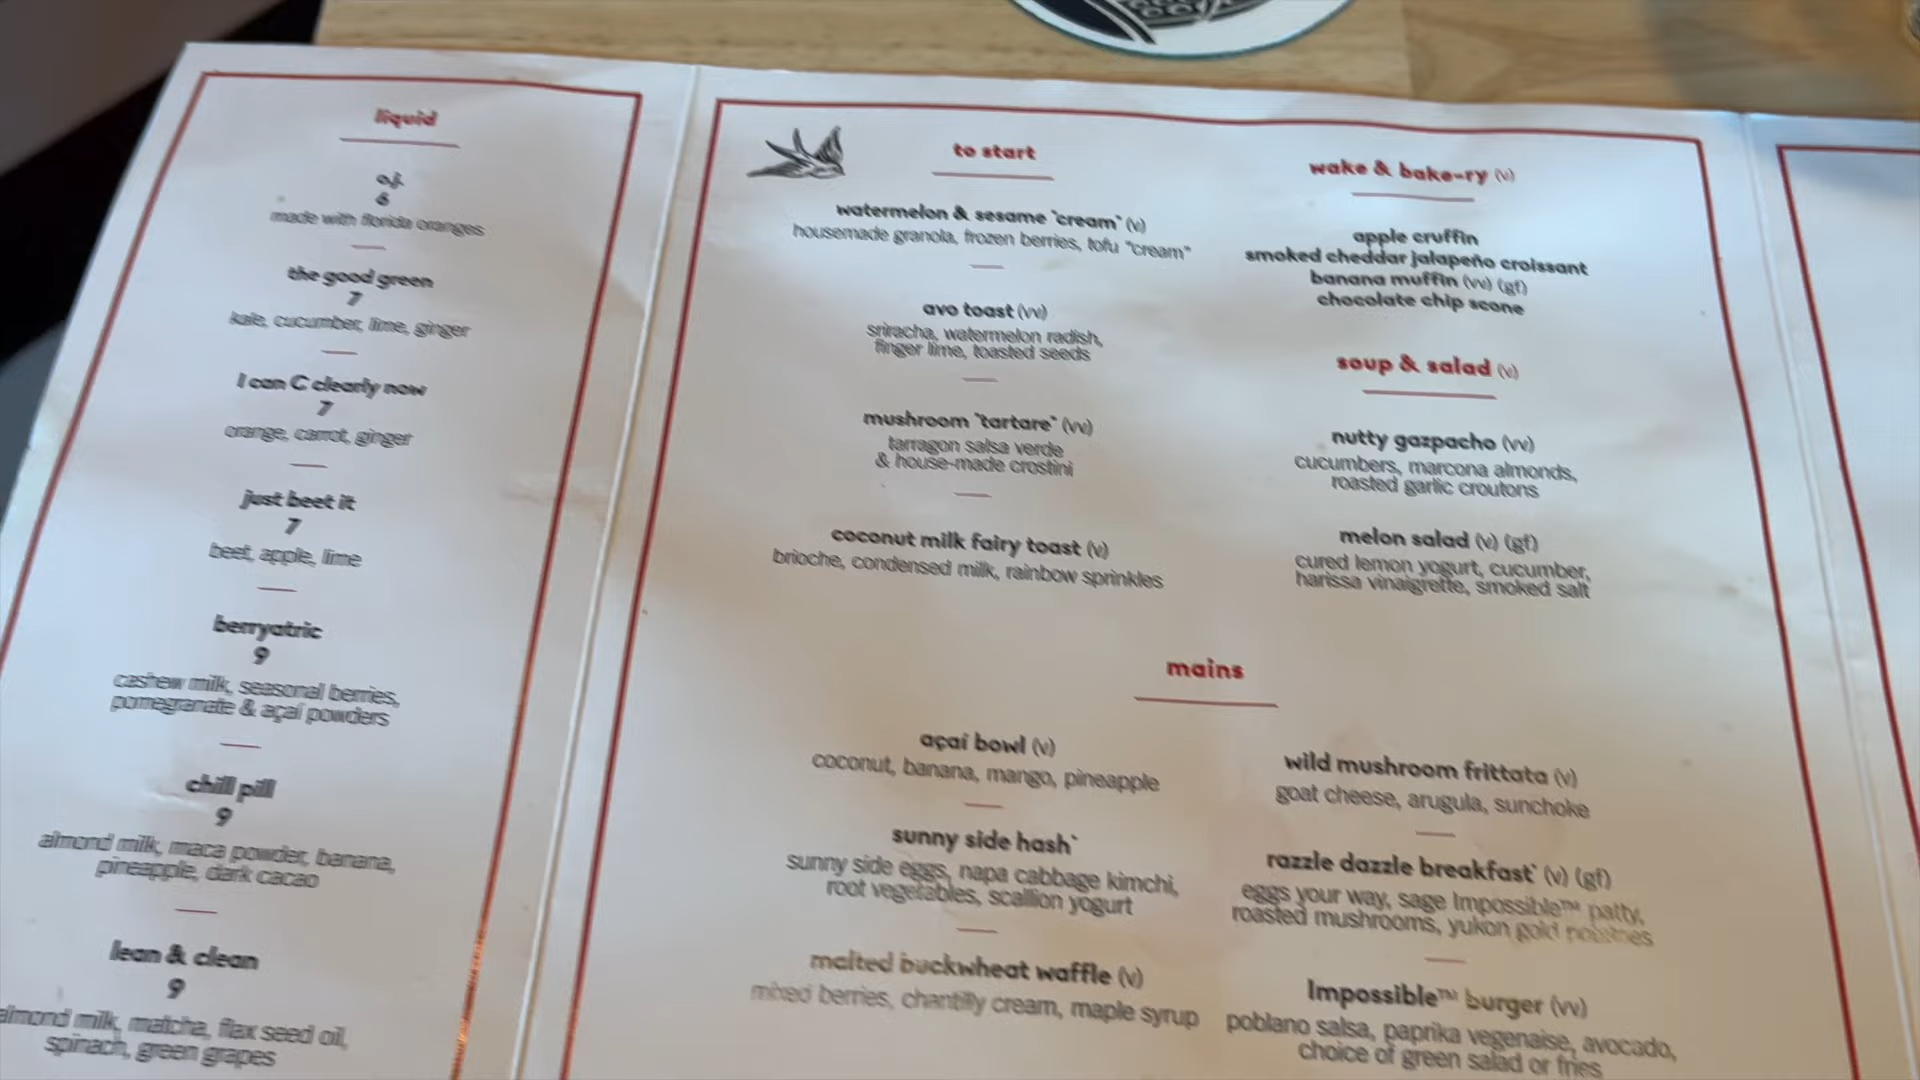 liquid
o.j.
6
made with florida oranges
the good green
7
kale, cucumber, lime, ginger
I can C clearly now
7
orange, carrot, ginger
just beet it
7
beet, apple, lime
berryatric
9
cashew milk, seasonal berries,
pomegranate & açaí powders
chill pill
9
almond milk, maca powder, banana,
pineapple, dark cacao
lean & clean
9
almond milk, matcha, flax seed oil,
spinach, green grapes
to start
watermelon & sesame "cream" (v)
housemade granola, frozen berries, tofu "cream"
avo toast (vv)
sriracha, watermelon radish,
finger lime, toasted seeds
mushroom "tartare" (vv)
tarragon salsa verde
& house-made crostini
coconut milk fairy toast (v)
brioche, condensed milk, rainbow sprinkles
wake & bake-ry (v)
apple cruffin
smoked cheddar jalapeño croissant
banana muffin (vv) (gf)
chocolate chip scone
soup & salad (v)
nutty gazpacho (vv)
cucumbers, marcona almonds,
roasted garlic croutons
melon salad (v) (gf)
cured lemon yogurt, cucumber,
harissa vinaigrette, smoked salt
mains
açaí bowl (v)
coconut, banana, mango, pineapple
sunny side hash*
sunny side eggs, napa cabbage kimchi,
root vegetables, scallion yogurt
malted buckwheat waffle (v)
mixed berries, chantilly cream, maple syrup
wild mushroom frittata (v)
goat cheese, arugula, sunchoke
razzle dazzle breakfast* (v) (gf)
eggs your way, sage Impossible™ patty,
roasted mushrooms, yukon gold potatoes
Impossible™ burger (vv)
poblano salsa, paprika vegenaise, avocado,
choice of green salad or fries